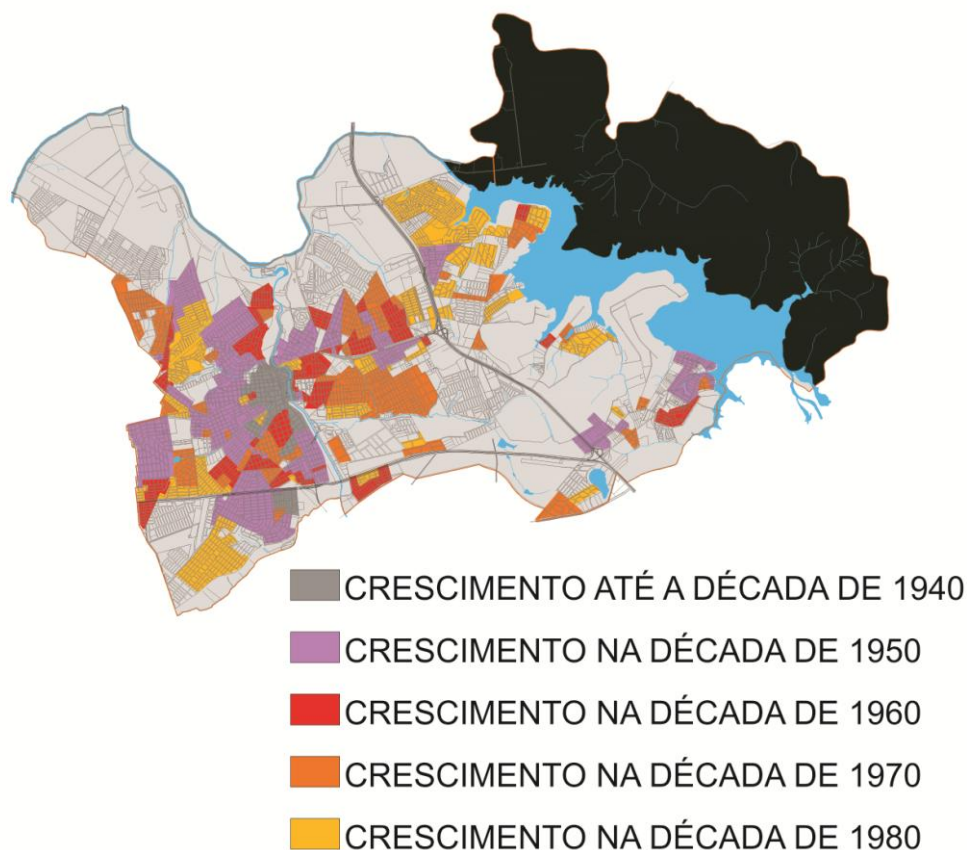 CRESCIMENTO ATÉ A DÉCADA DE 1940
CRESCIMENTO NA DÉCADA DE 1950
CRESCIMENTO NA DÉCADA DE 1960
CRESCIMENTO NA DÉCADA DE 1970
CRESCIMENTO NA DÉCADA DE 1980